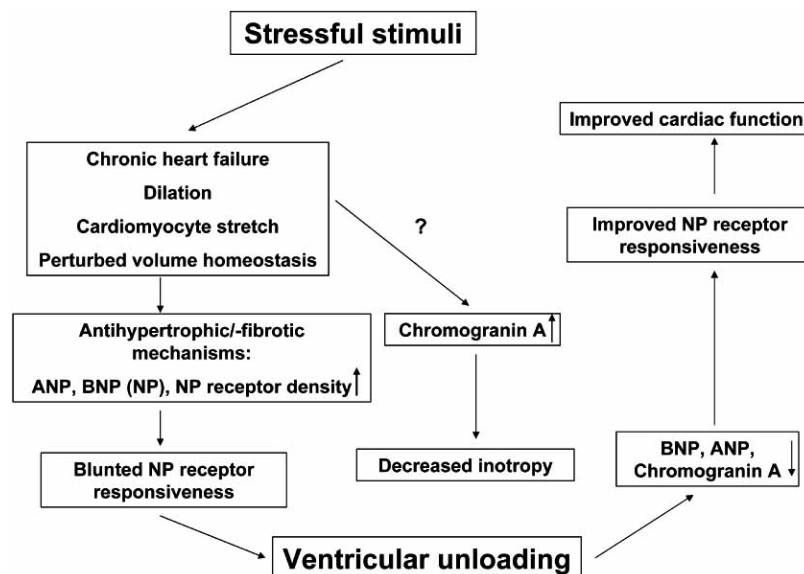 Stressful stimuli
Chronic heart failure
Dilation
Cardiomyocyte stretch
Perturbed volume homeostasis
?
Antihypertrophic/-fibrotic
mechanisms:
ANP, BNP (NP), NP receptor density
Chromogranin A
Blunted NP receptor
responsiveness
Decreased inotropy
Ventricular unloading
BNP, ANP,
Chromogranin A
Improved NP receptor
responsiveness
Improved cardiac function